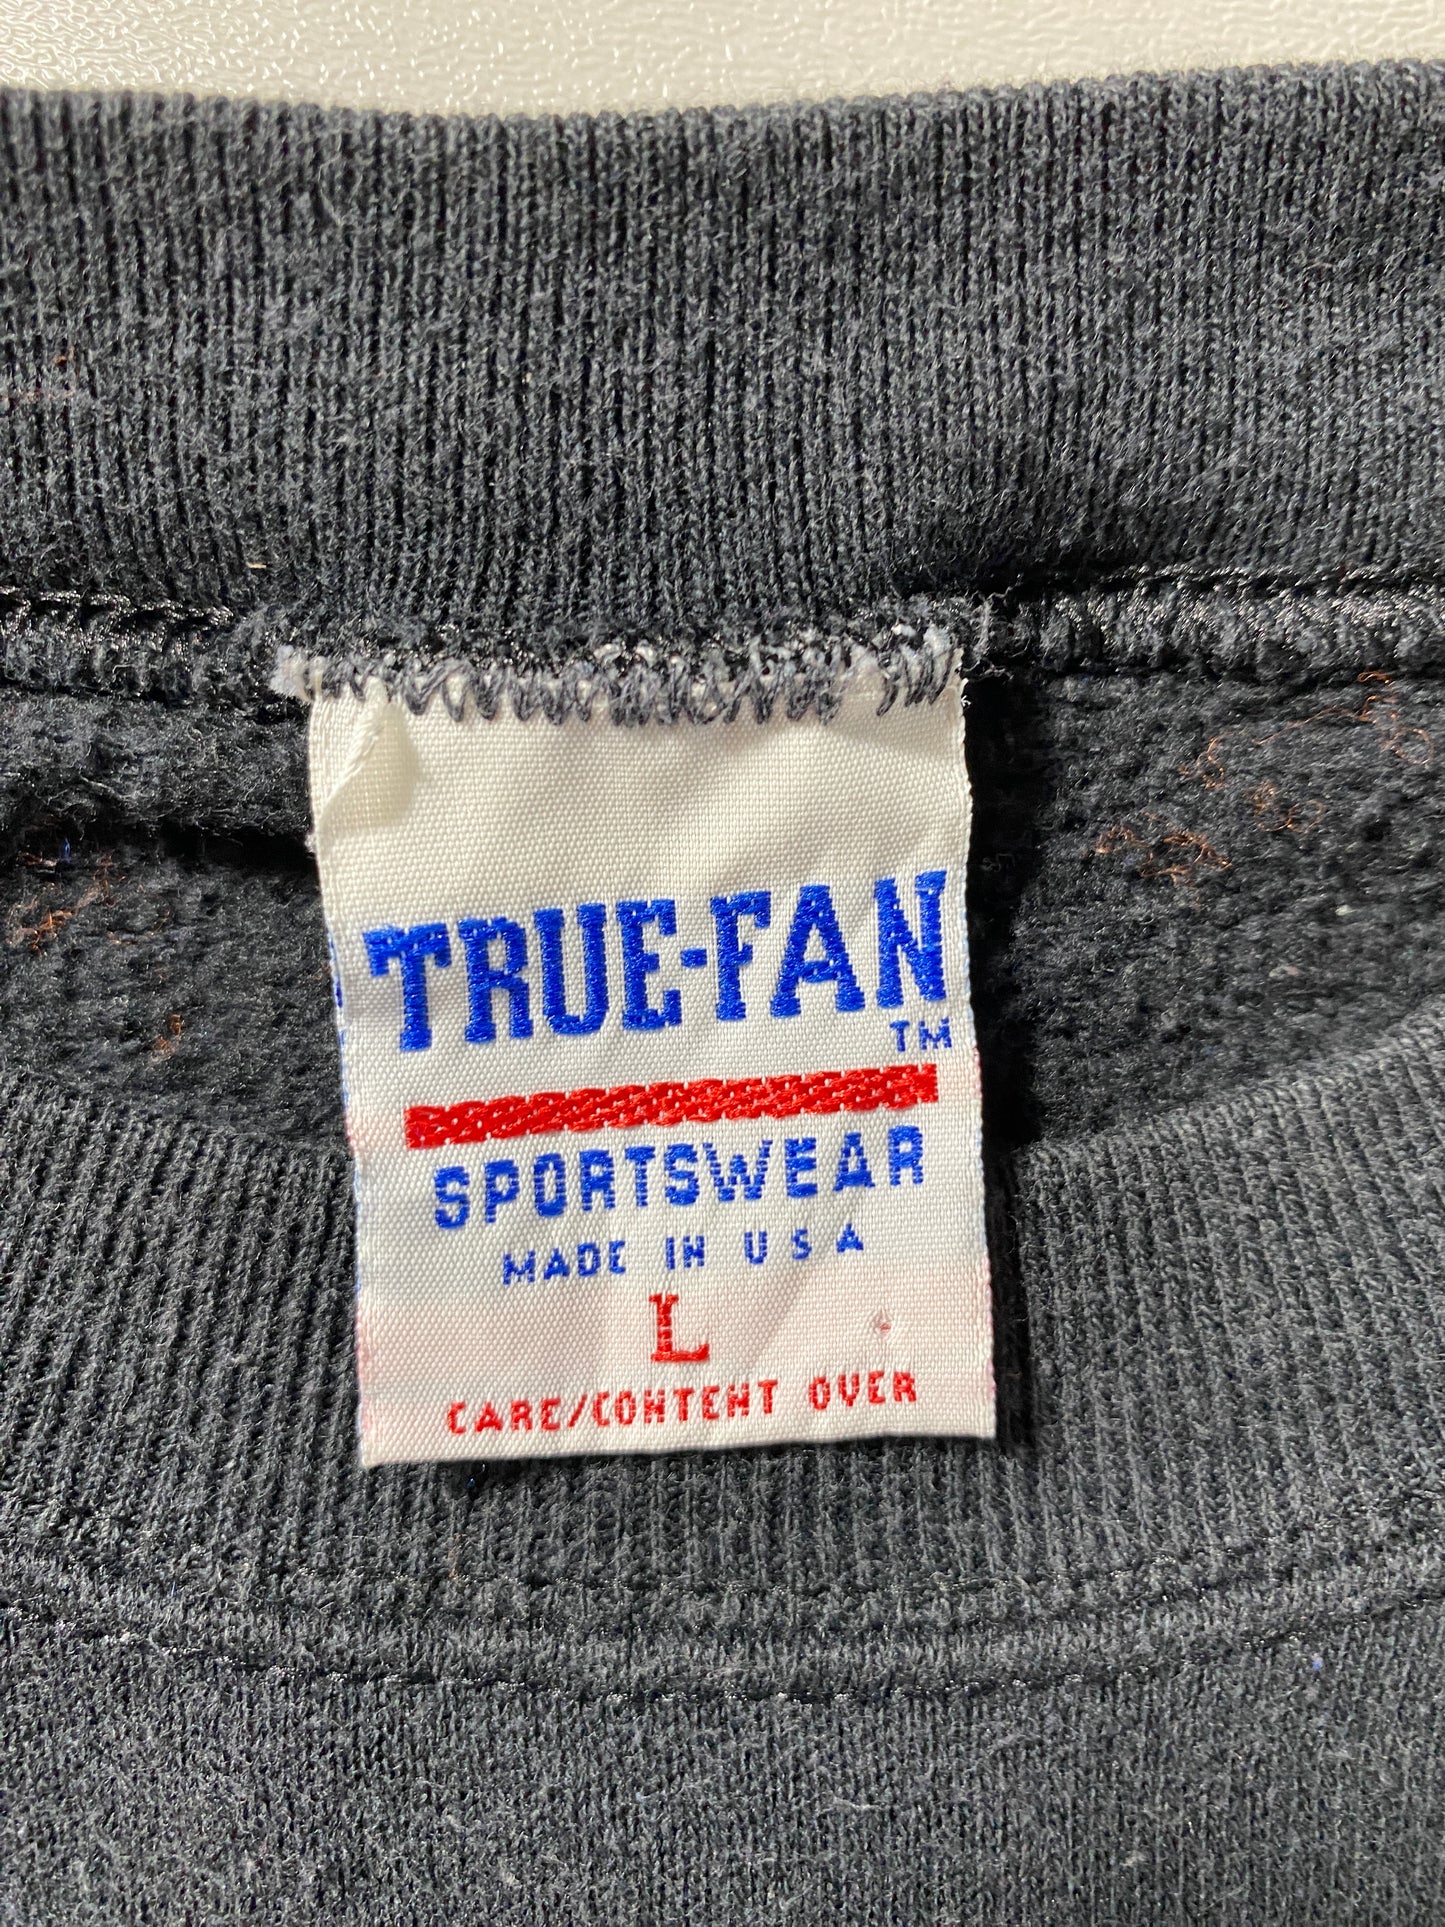 TRUE-FAN
TM
SPORTSWEAR
MADE IN USA
L
CARE/CONTENT OVER